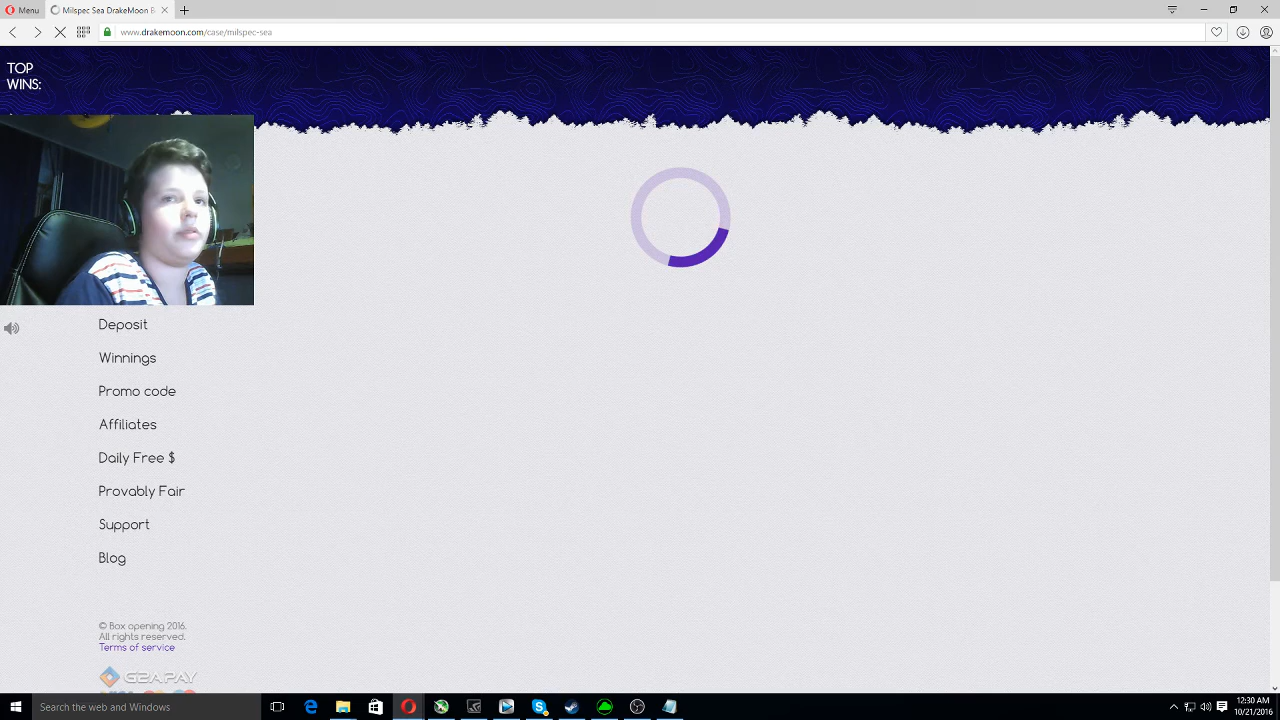 Menu
Milspec Sea DrakeMoon B
www.drakemoon.com/case/milspec-sea
TOP
WINS:
Deposit
Winnings
Promo code
Affiliates
Daily Free $
Provably Fair
Support
Blog
© Box opening 2016.
All rights reserved.
Terms of service
G2A PAY
Search the web and Windows
12:30 AM
10/21/2016